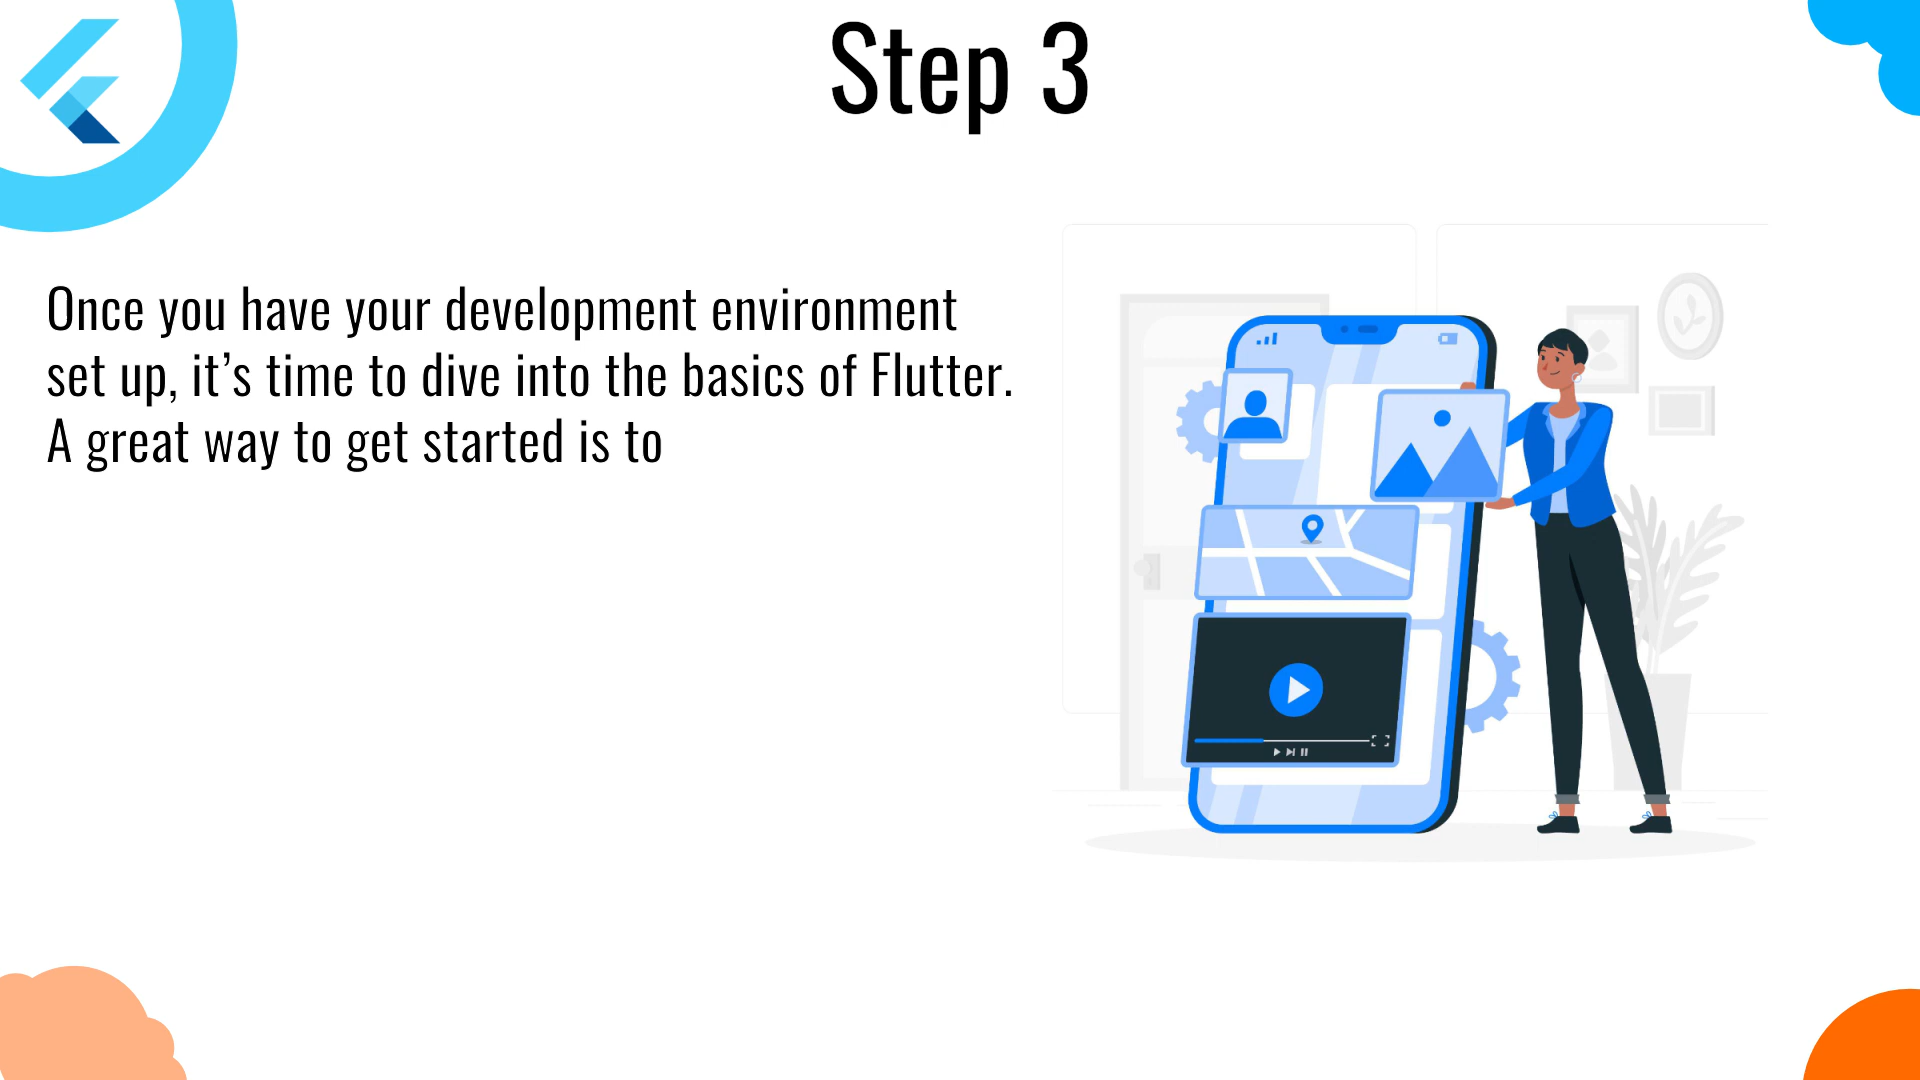 Step 3
Once you have your development environment
set up, it’s time to dive into the basics of Flutter.
A great way to get started is to